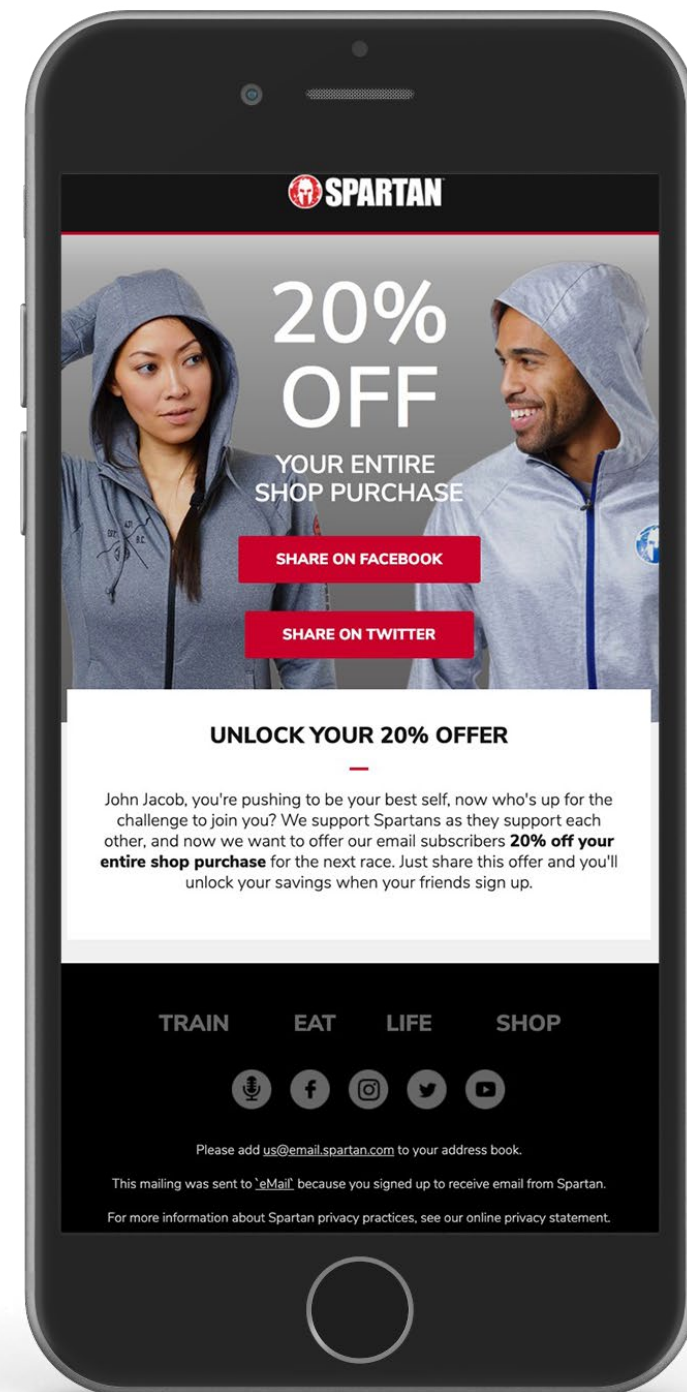 SPARTAN
20%
OFF
YOUR ENTIRE
SHOP PURCHASE
SHARE ON FACEBOOK
SHARE ON TWITTER
UNLOCK YOUR 20% OFFER
John Jacob, you're pushing to be your best self, now who's up for the
challenge to join you? We support Spartans as they support each
other, and now we want to offer our email subscribers 20% off your
entire shop purchase for the next race. Just share this offer and you'll
unlock your savings when your friends sign up.
TRAIN EAT LIFE SHOP
Please add us@email.spartan.com to your address book.
This mailing was sent to `eMail` because you signed up to receive email from Spartan.
For more information about Spartan privacy practices, see our online privacy statement.